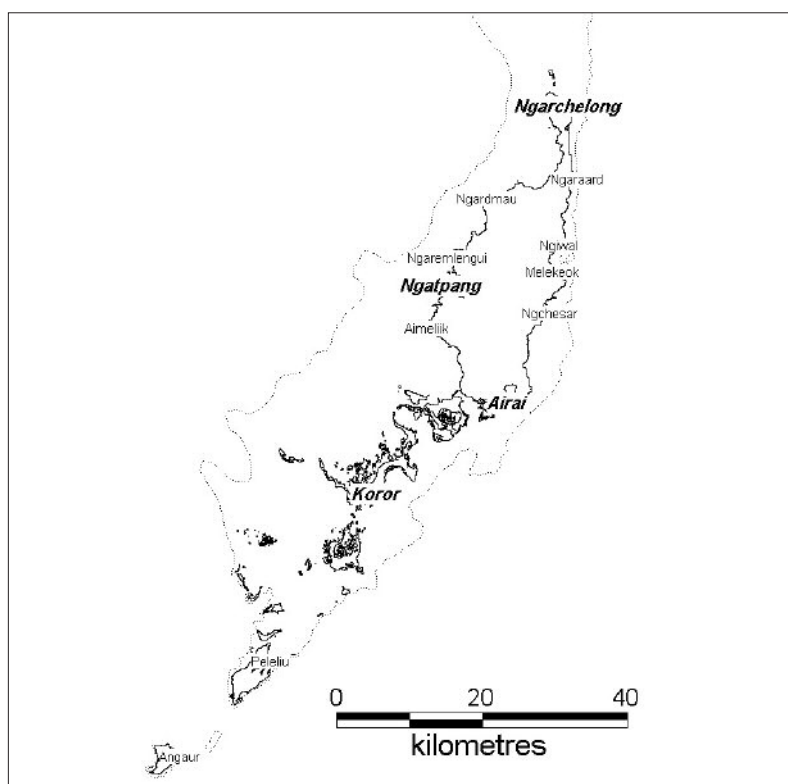 Ngarchelong
Ngaraard
Ngardmau
Ngiwal
Ngaremlengui
Melekeok
Ngatpang
Ngchesar
Aimeliik
Airai
Koror
Peleliu
Angaur
0 20 40
kilometres